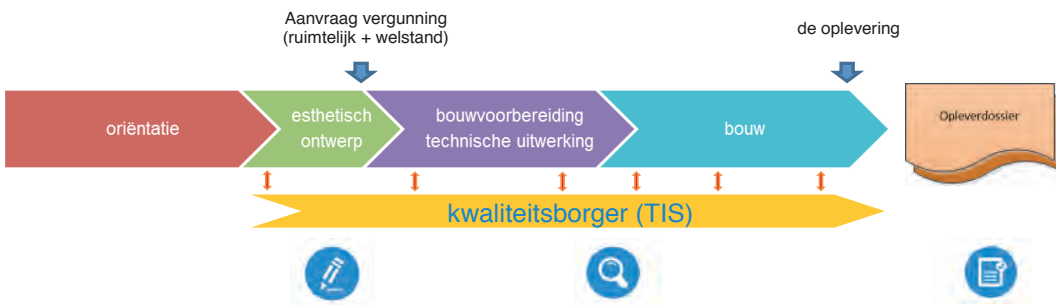 Aanvraag vergunning
(ruimtelijk + welstand)
de oplevering
oriëntatie
esthetisch
ontwerp
bouwvoorbereiding
technische uitwerking
bouw
Opleverdossier
kwaliteitsborger (TIS)